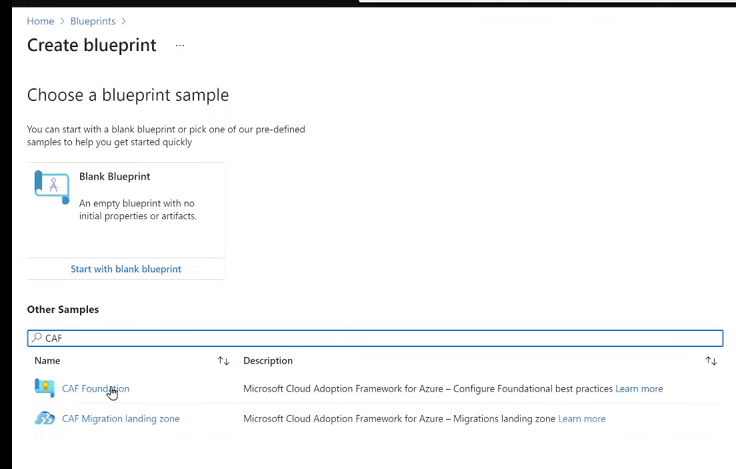 Home > Blueprints >
Create blueprint ...
Choose a blueprint sample
You can start with a blank blueprint or pick one of our pre-defined
samples to help you get started quickly
Blank Blueprint
An empty blueprint with no
initial properties or artifacts.
Start with blank blueprint
Other Samples
CAF
Name ↑↓ Description ↑↓
CAF Foundation Microsoft Cloud Adoption Framework for Azure – Configure Foundational best practices Learn more
CAF Migration landing zone Microsoft Cloud Adoption Framework for Azure – Migrations landing zone Learn more